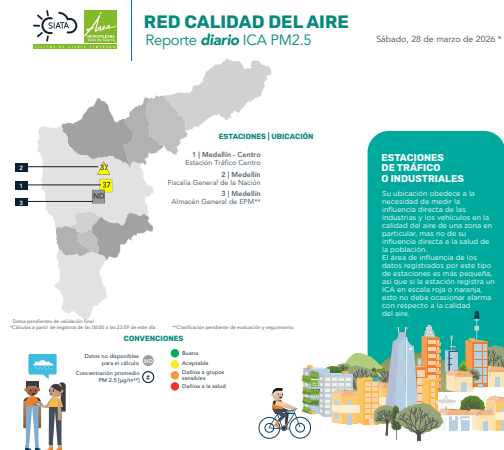 SIATA
Área
METROPOLITANA
Valle de Aburrá
SISTEMA DE ALERTA TEMPRANA
RED CALIDAD DEL AIRE
Reporte diario ICA PM2.5
Sábado, 28 de marzo de 2026 *
ESTACIONES | UBICACIÓN
1 | Medellín - Centro
Estación Tráfico Centro
2 | Medellín
Fiscalía General de la Nación
3 | Medellín
Almacén General de EPM**
2
37
1
37
3
ND
ESTACIONES
DE TRÁFICO
O INDUSTRIALES
Su ubicación obedece a la
necesidad de medir la
influencia directa de las
industrias y los vehículos en la
calidad del aire de una zona en
particular, mas no de su
influencia directa a la salud de
la población.
El área de influencia de los
datos registrados por este tipo
de estaciones es más pequeña,
así que si la estación registra un
ICA en escala roja o naranja,
esto no debe ocasionar alarma
con respecto a la calidad
del aire.
Datos pendientes de validación final.
*Cálculos a partir de registros de las 00:00 a las 23:59 de este día.
**Clasificación pendiente de evaluación y seguimiento.
CONVENCIONES
Datos no disponibles
para el cálculo
ND
Concentración promedio
PM 2.5 (µg/m³)
#
Buena
Aceptable
Dañina a grupos
sensibles
Dañina a la salud